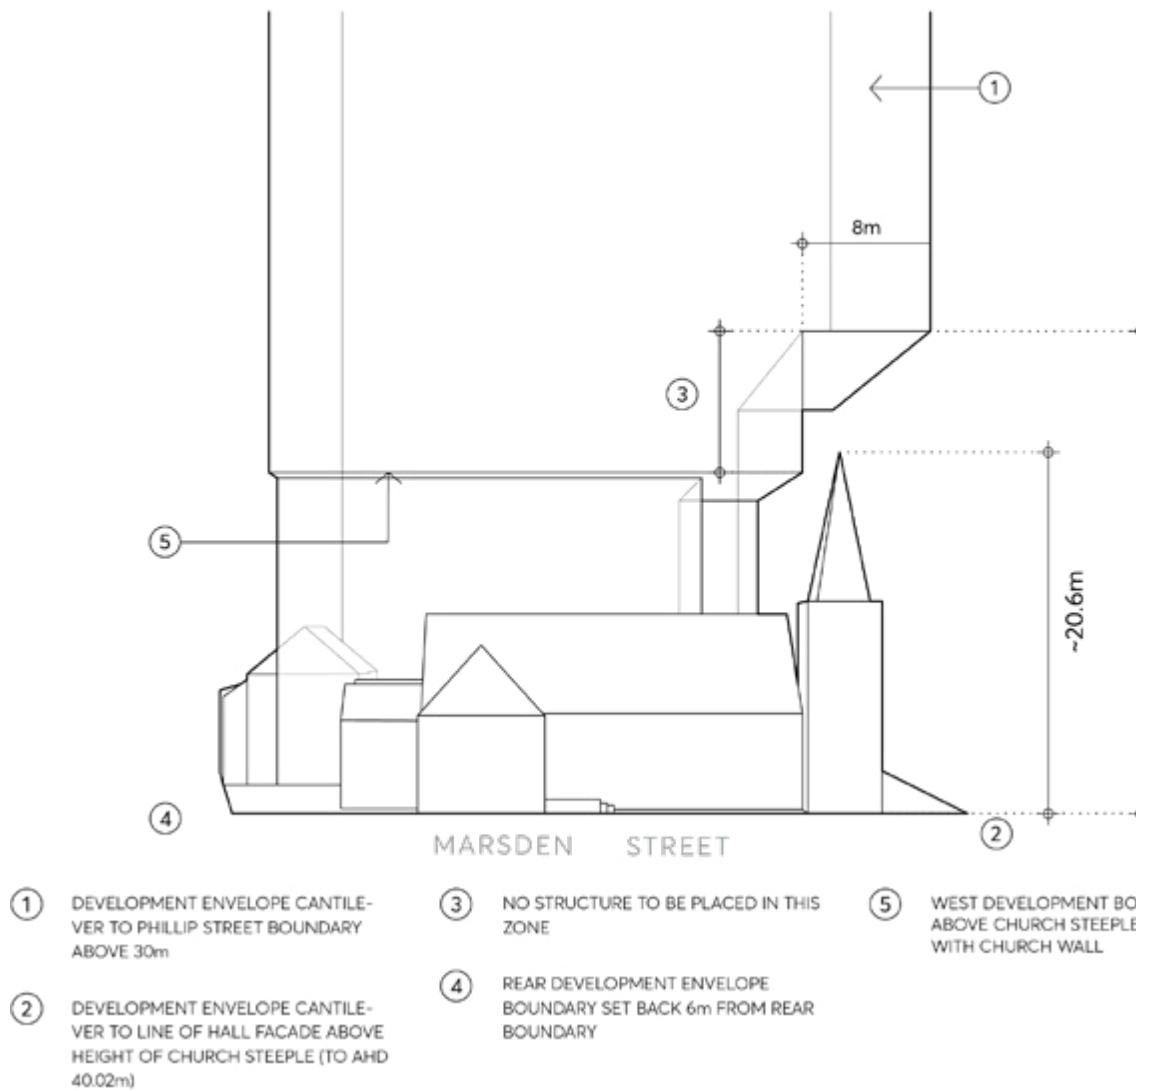 1
8m
3
5
~20.6m
4
2
MARSDEN STREET
1 DEVELOPMENT ENVELOPE CANTILE-
VER TO PHILLIP STREET BOUNDARY
ABOVE 30m
2 DEVELOPMENT ENVELOPE CANTILE-
VER TO LINE OF HALL FACADE ABOVE
HEIGHT OF CHURCH STEEPLE (TO AHD
40.02m)
3 NO STRUCTURE TO BE PLACED IN THIS
ZONE
4 REAR DEVELOPMENT ENVELOPE
BOUNDARY SET BACK 6m FROM REAR
BOUNDARY
5 WEST DEVELOPMENT BO
ABOVE CHURCH STEEPLE
WITH CHURCH WALL